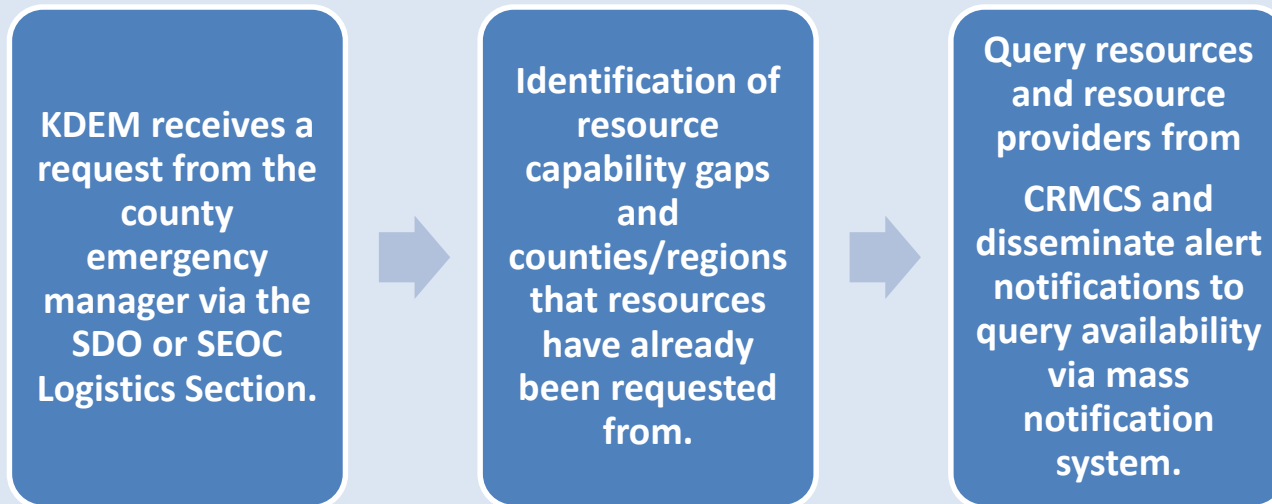 KDEM receives a
request from the
county
emergency
manager via the
SDO or SEOC
Logistics Section.
Identification of
resource
capability gaps
and
counties/regions
that resources
have already
been requested
from.
Query resources
and resource
providers from
CRMCS and
disseminate alert
notifications to
query availability
via mass
notification
system.